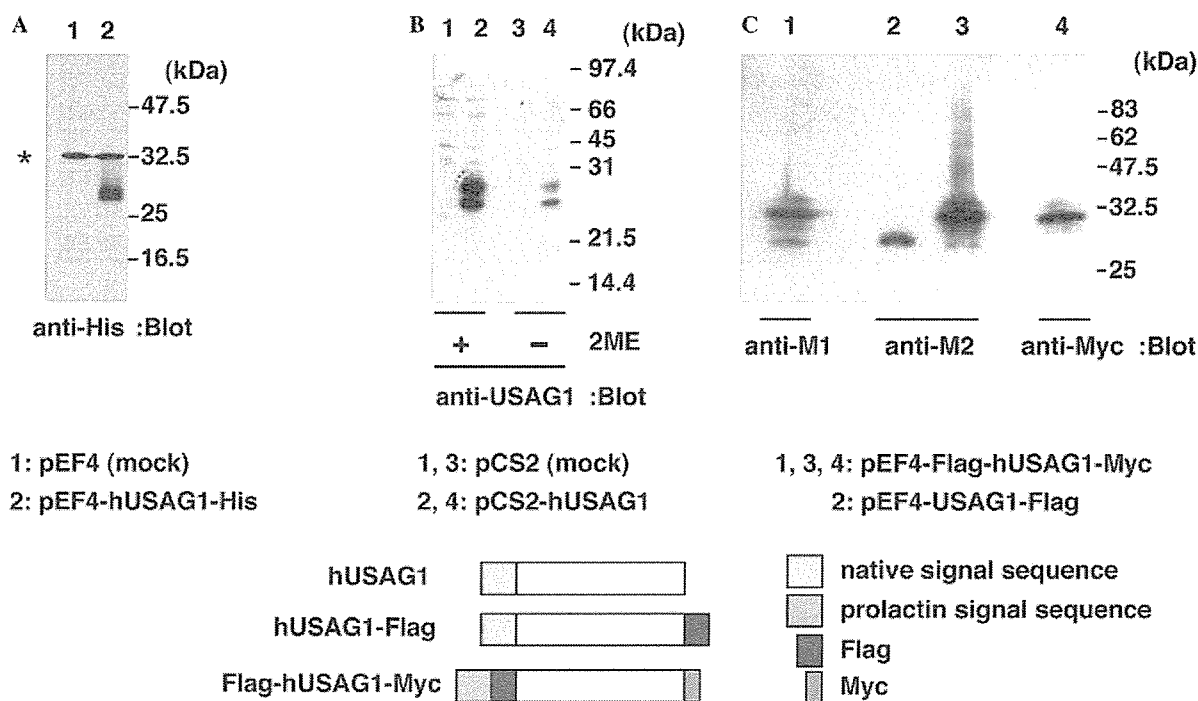 A
1 2
(kDa)
-47.5
*
-32.5
-25
-16.5
anti-His :Blot
1: pEF4 (mock)
2: pEF4-hUSAG1-His
B 1 2 3 4
(kDa)
- 97.4
- 66
- 45
- 31
- 21.5
- 14.4
+ - 2ME
anti-USAG1 :Blot
1, 3: pCS2 (mock)
2, 4: pCS2-hUSAG1
C
1 2 3 4
(kDa)
-83
-62
-47.5
-32.5
-25
anti-M1 anti-M2 anti-Myc :Blot
1, 3, 4: pEF4-Flag-hUSAG1-Myc
2: pEF4-USAG1-Flag
hUSAG1
hUSAG1-Flag
Flag-hUSAG1-Myc
native signal sequence
prolactin signal sequence
Flag
Myc